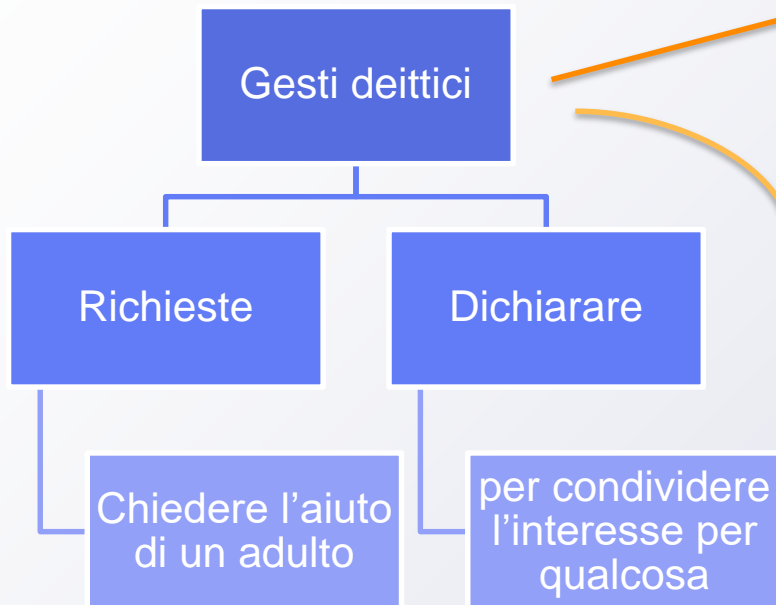 Gesti deittici
Richieste
Dichiarare
Chiedere l’aiuto
di un adulto
per condividere
l’interesse per
qualcosa